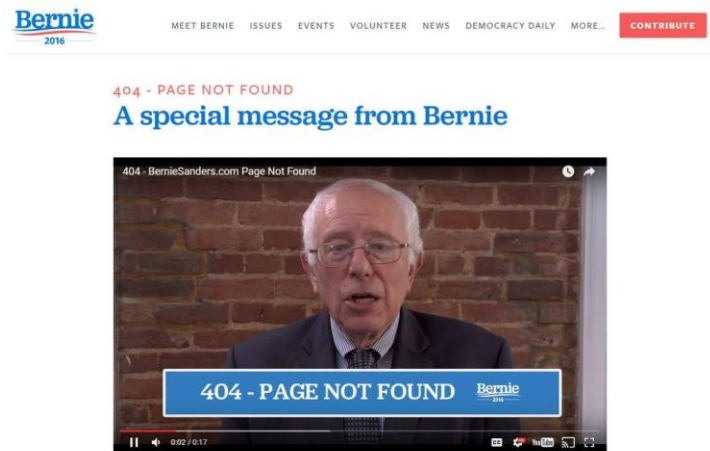 Bernie
2016
MEET BERNIE ISSUES EVENTS VOLUNTEER NEWS DEMOCRACY DAILY MORE... CONTRIBUTE
404 - PAGE NOT FOUND
A special message from Bernie
404 - BernieSanders.com Page Not Found
404 - PAGE NOT FOUND Bernie
2016
0:02 / 0:17 CC YouTube